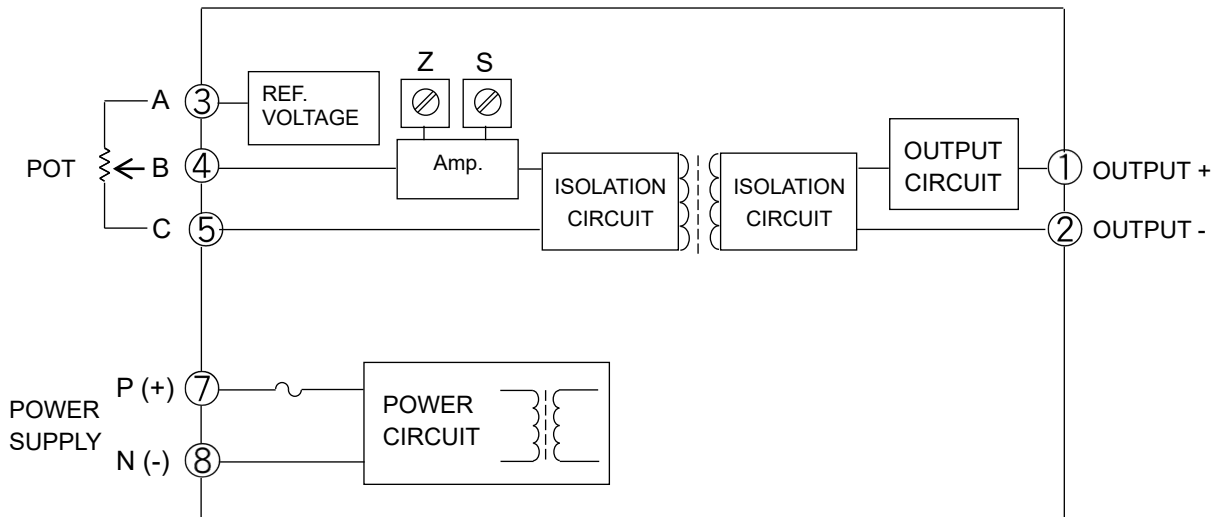 Z S
A ③ REF.
VOLTAGE
POT B ④ Amp.
C ⑤
ISOLATION
CIRCUIT
ISOLATION
CIRCUIT
OUTPUT
CIRCUIT
① OUTPUT +
② OUTPUT -
POWER
SUPPLY
P (+) ⑦
N (-) ⑧
POWER
CIRCUIT